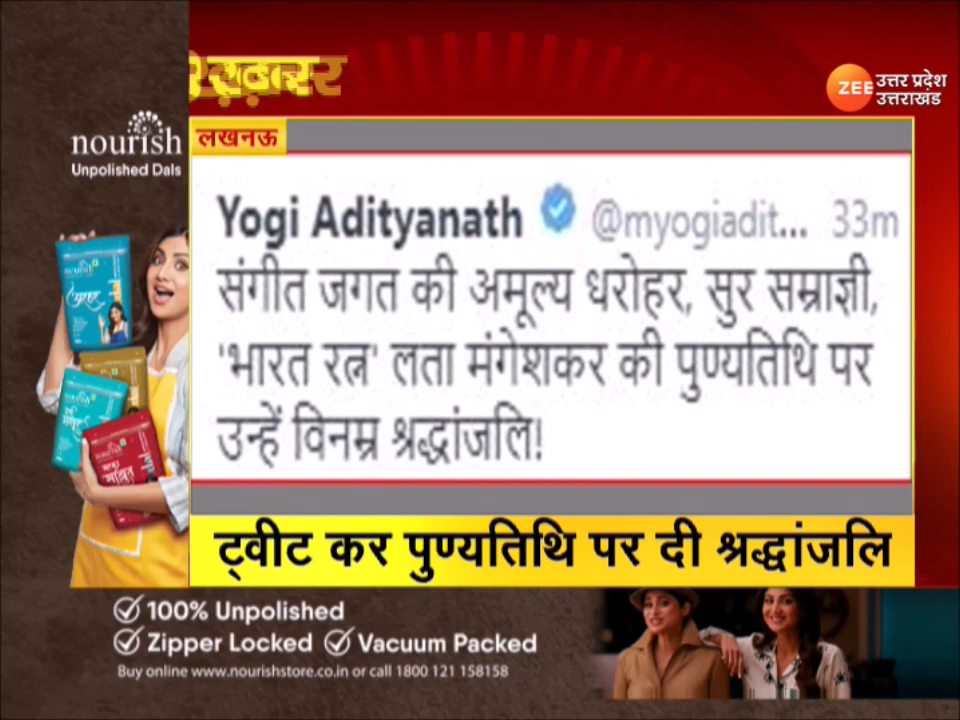 ZEE उत्तर प्रदेश
उत्तराखंड
nourish
Unpolished Dals
लखनऊ
Yogi Adityanath @myogiadit... 33m
संगीत जगत की अमूल्य धरोहर, सुर सम्राज्ञी,
'भारत रत्न' लता मंगेशकर की पुण्यतिथि पर
उन्हें विनम्र श्रद्धांजलि!
ट्वीट कर पुण्यतिथि पर दी श्रद्धांजलि
100% Unpolished
Zipper Locked Vacuum Packed
Buy online www.nourishstore.co.in or call 1800 121 158158